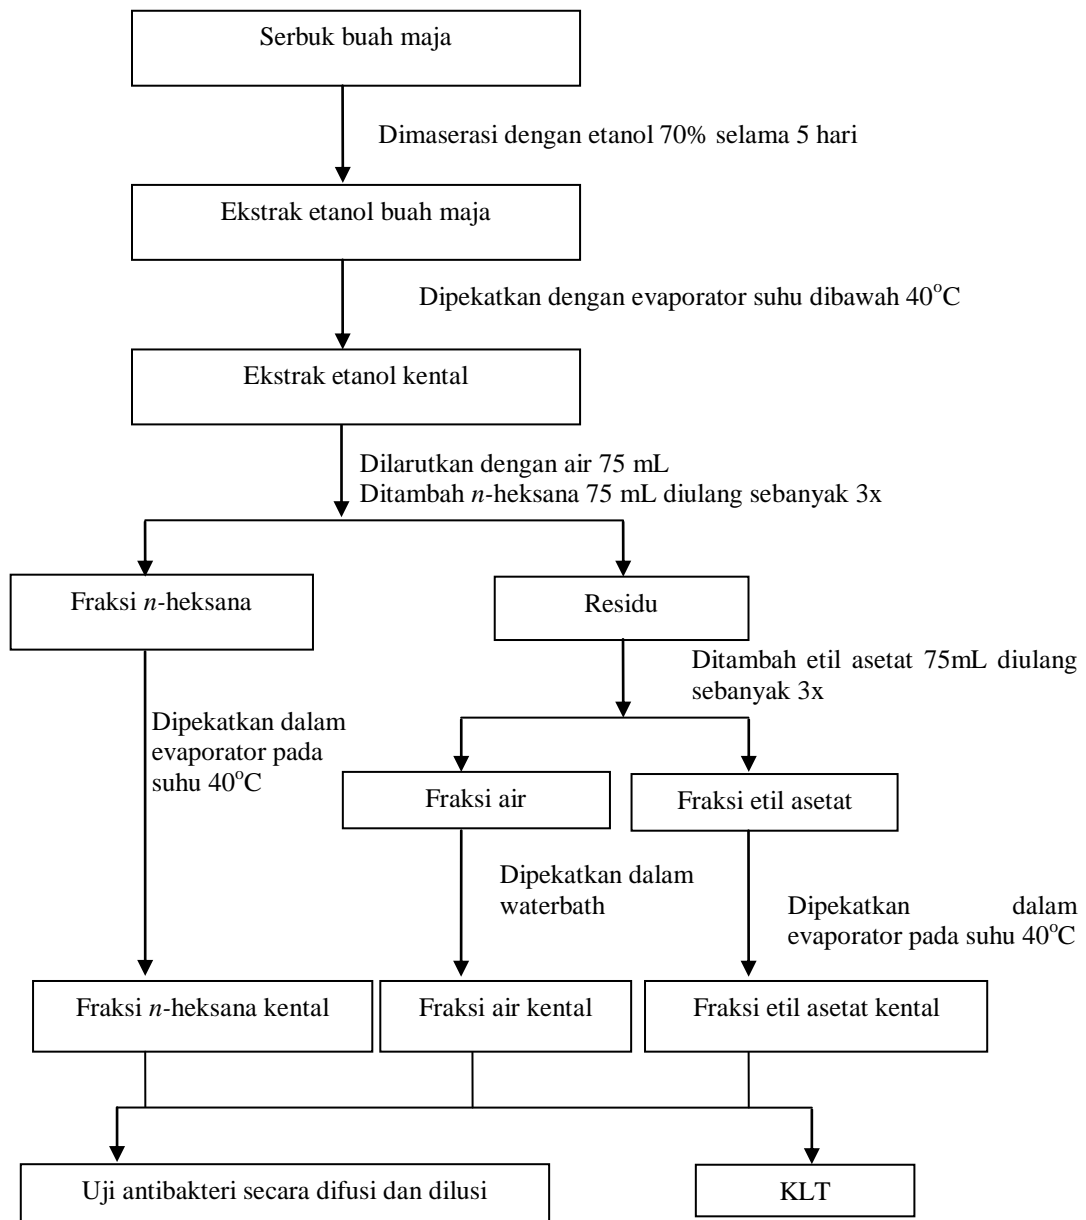 Serbuk buah maja
Dimaserasi dengan etanol 70% selama 5 hari
Ekstrak etanol buah maja
Dipekatkan dengan evaporator suhu dibawah 40°C
Ekstrak etanol kental
Dilarutkan dengan air 75 mL
Ditambah n-heksana 75 mL diulang sebanyak 3x
Fraksi n-heksana
Residu
Ditambah etil asetat 75mL diulang
sebanyak 3x
Dipekatkan dalam
evaporator pada
suhu 40°C
Fraksi air
Fraksi etil asetat
Dipekatkan dalam
waterbath
Dipekatkan dalam
evaporator pada suhu 40°C
Fraksi n-heksana kental
Fraksi air kental
Fraksi etil asetat kental
Uji antibakteri secara difusi dan dilusi
KLT